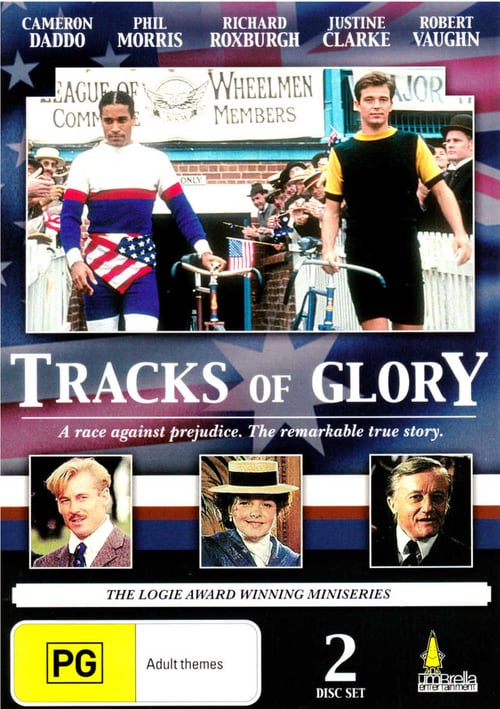 CAMERON DADDO
PHIL MORRIS
RICHARD ROXBURGH
JUSTINE CLARKE
ROBERT VAUGHN
LEAGUE OF WHEELMEN
MEMBERS
MAJOR
ONLY
TRACKS OF GLORY
A race against prejudice. The remarkable true story.
THE LOGIE AWARD WINNING MINISERIES
PG
Adult themes
2
DISC SET
umBrella
entertainment